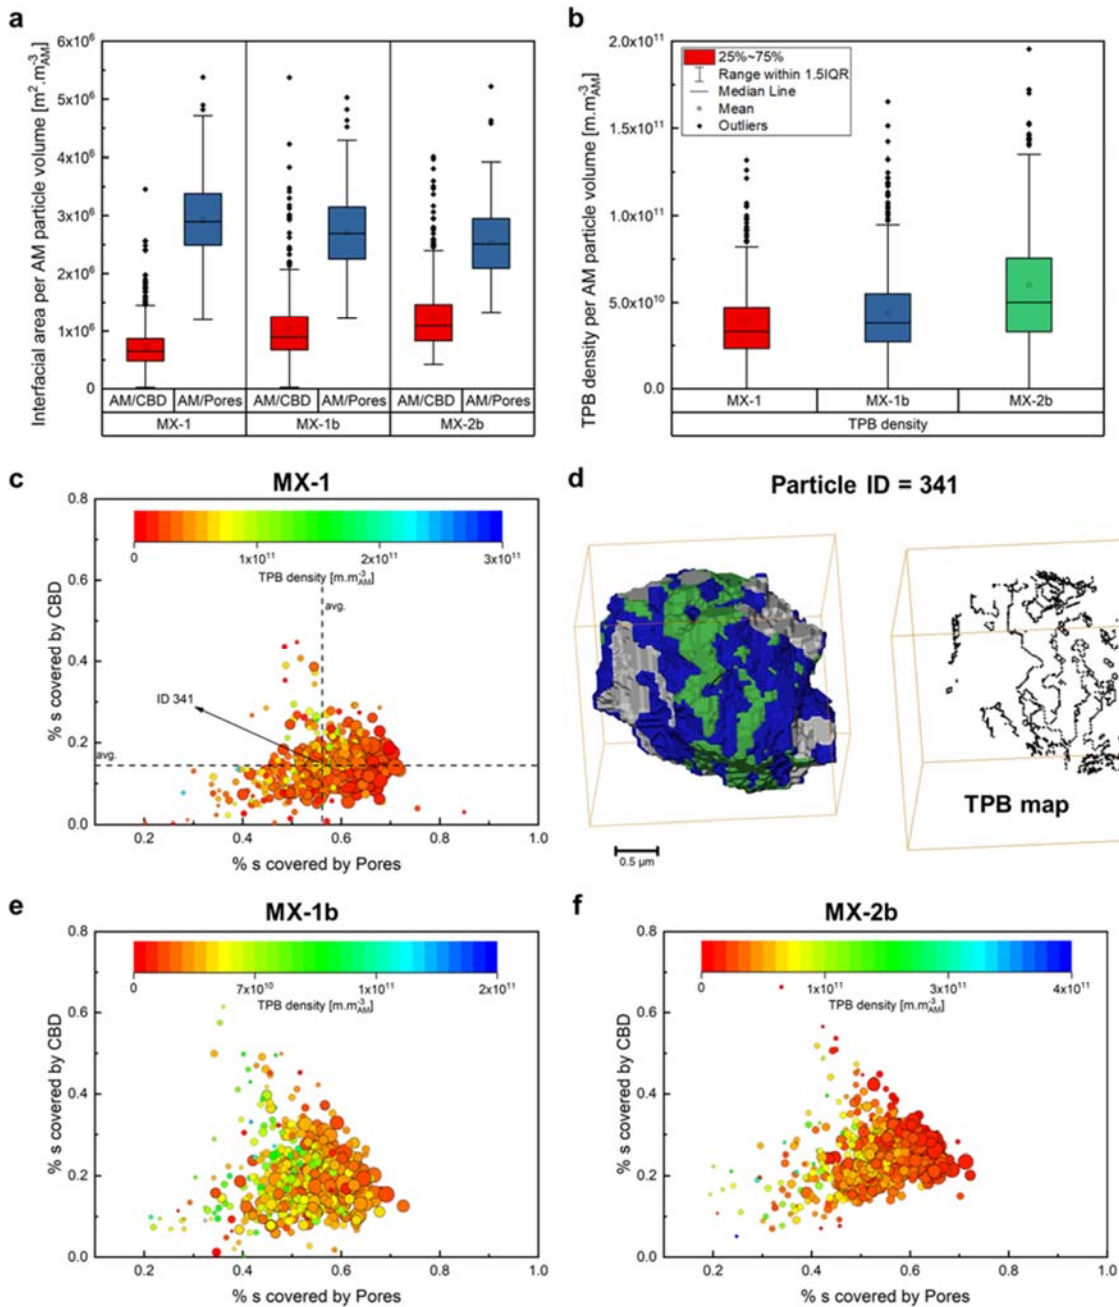 a
Interfacial area per AM particle volume [m².m⁻³AM]
6x10⁶
5x10⁶
4x10⁶
3x10⁶
2x10⁶
1x10⁶
0
AM/CBD AM/Pores AM/CBD AM/Pores AM/CBD AM/Pores
MX-1 MX-1b MX-2b
b
TPB density per AM particle volume [m.m⁻³AM]
2.0x10¹¹
1.5x10¹¹
1.0x10¹¹
5.0x10¹⁰
0.0
25%~75%
Range within 1.5IQR
Median Line
Mean
Outliers
MX-1 MX-1b MX-2b
TPB density
c
MX-1
% s covered by CBD
0.8
0.6
0.4
0.2
0.0
0 1x10¹¹ 2x10¹¹ 3x10¹¹
TPB density [m.m⁻³AM]
avg.
ID 341
avg.
0.2 0.4 0.6 0.8 1.0
% s covered by Pores
d
Particle ID = 341
0.5 µm
TPB map
e
MX-1b
% s covered by CBD
0.8
0.6
0.4
0.2
0.0
0 7x10¹⁰ 1x10¹¹ 2x10¹¹
TPB density [m.m⁻³AM]
0.2 0.4 0.6 0.8 1.0
% s covered by Pores
f
MX-2b
% s covered by CBD
0.8
0.6
0.4
0.2
0.0
0 1x10¹¹ 3x10¹¹ 4x10¹¹
TPB density [m.m⁻³AM]
0.2 0.4 0.6 0.8 1.0
% s covered by Pores